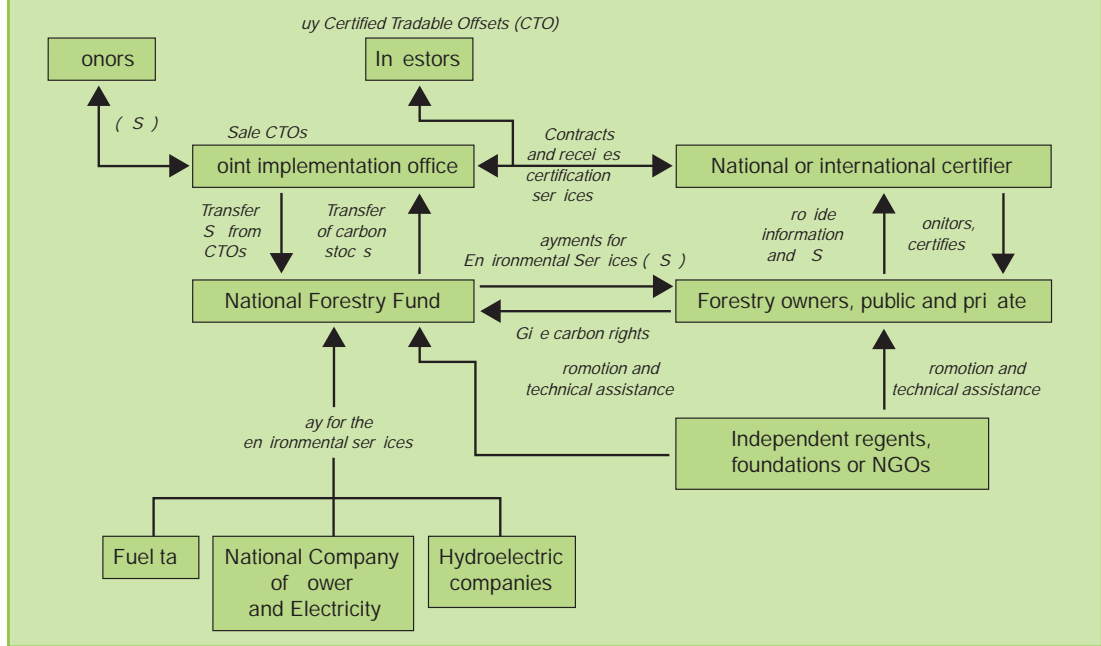 uy Certified Tradable Offsets (CTO)
onors
In estors
( S )
Sale CTOs
oint implementation office
Contracts
and recei es
certification
ser ices
National or international certifier
Transfer
S from
CTOs
Transfer
of carbon
stoc s
ro ide
information
and S
onitors,
certifies
ayments for
En ironmental Ser ices ( S )
National Forestry Fund
Forestry owners, public and pri ate
Gi e carbon rights
romotion and
technical assistance
romotion and
technical assistance
ay for the
en ironmental ser ices
Independent regents,
foundations or NGOs
Fuel ta
National Company
of ower
and Electricity
Hydroelectric
companies